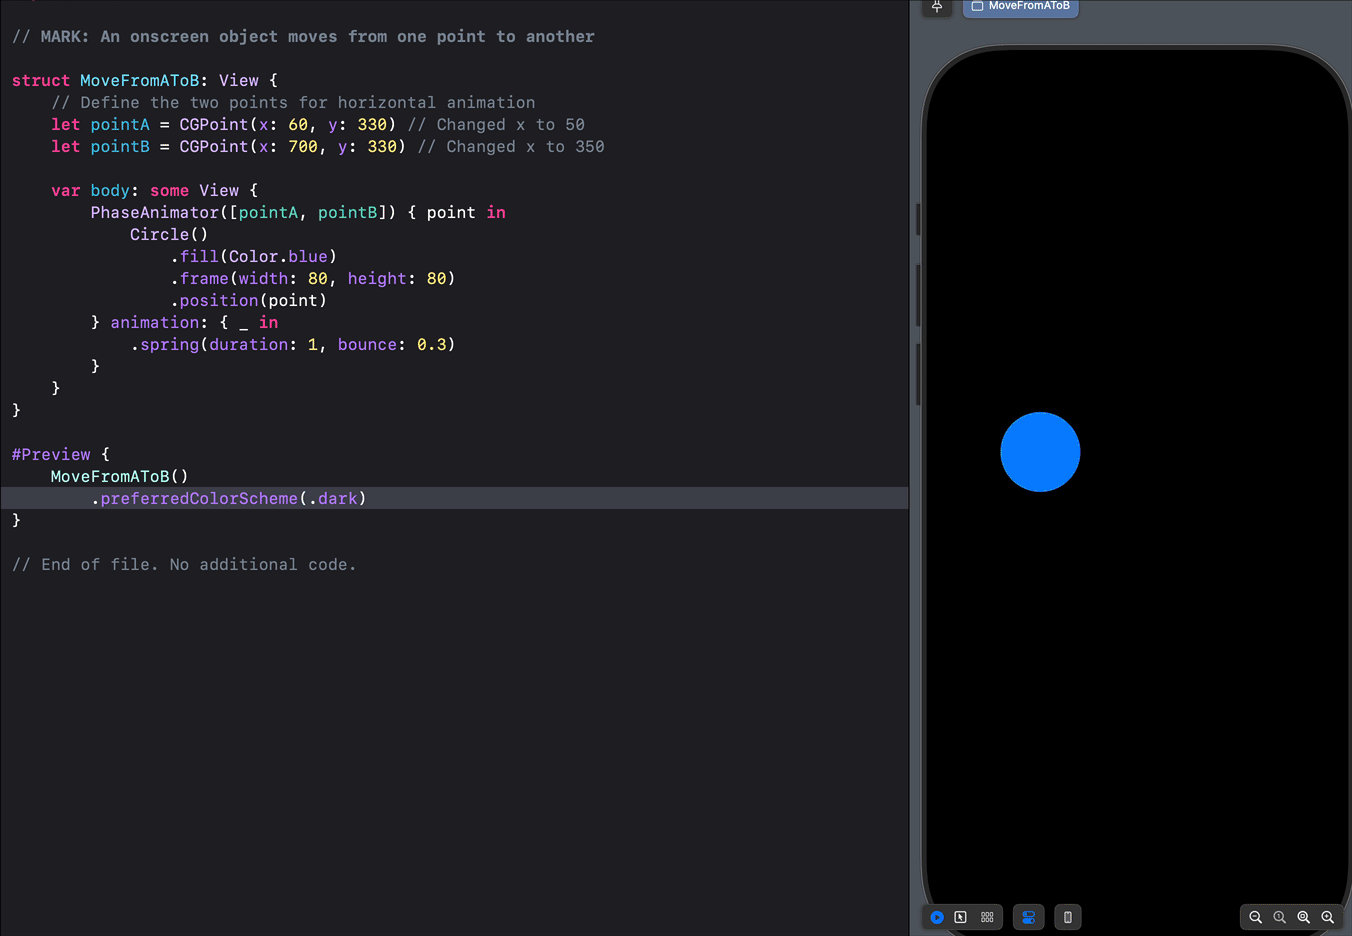 // MARK: An onscreen object moves from one point to another
struct MoveFromAToB: View {
// Define the two points for horizontal animation
let pointA = CGPoint(x: 60, y: 330) // Changed x to 50
let pointB = CGPoint(x: 700, y: 330) // Changed x to 350
var body: some View {
PhaseAnimator([pointA, pointB]) { point in
Circle()
.fill(Color.blue)
.frame(width: 80, height: 80)
.position(point)
} animation: { _ in
.spring(duration: 1, bounce: 0.3)
}
}
}
#Preview {
MoveFromAToB()
.preferredColorScheme(.dark)
}
// End of file. No additional code.
MoveFromAToB